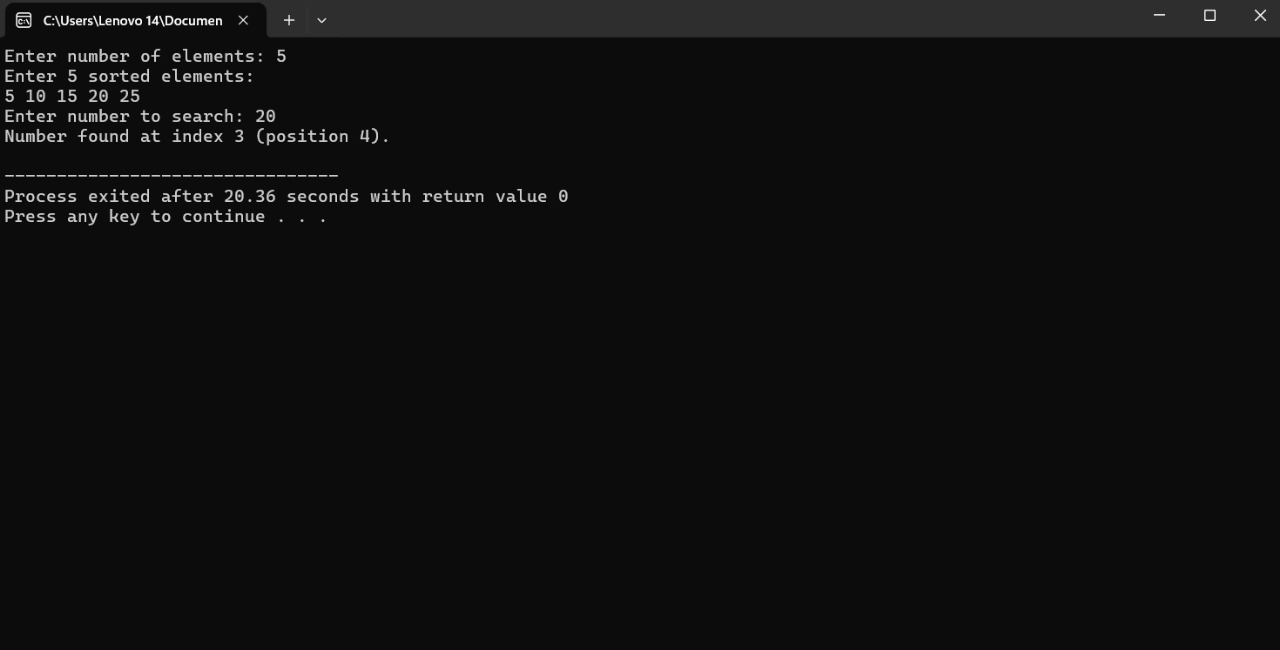 C:\Users\Lenovo 14\Documen
Enter number of elements: 5
Enter 5 sorted elements:
5 10 15 20 25
Enter number to search: 20
Number found at index 3 (position 4).
--------------------------------
Process exited after 20.36 seconds with return value 0
Press any key to continue . . .